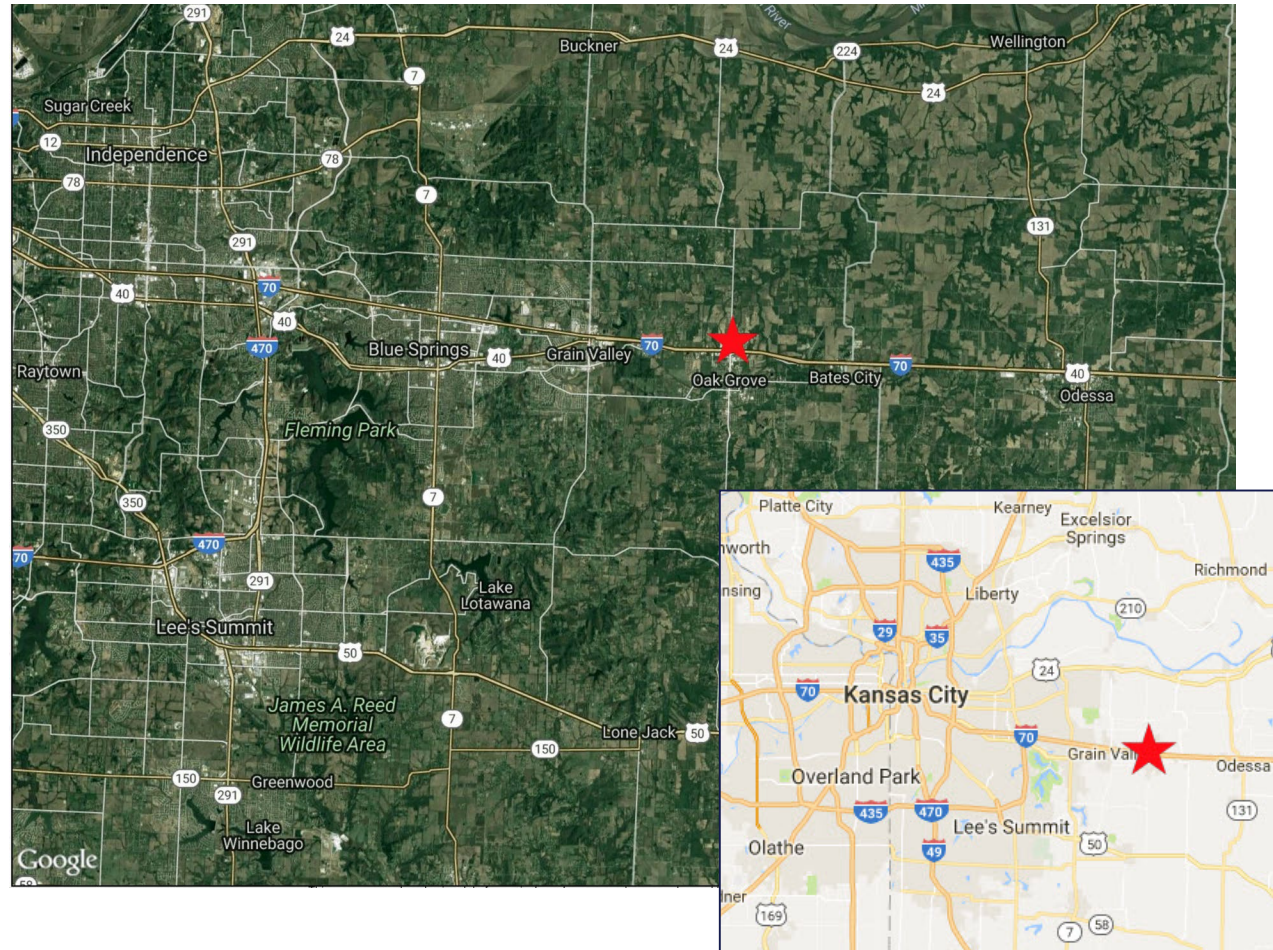 291
24
Buckner
24
River
224
Wellington
24
7
Sugar Creek
12
Independence
78
78
7
291
131
40
70
40
470
Blue Springs
40
Grain Valley
70
Oak Grove
Bates City
70
40
Odessa
Raytown
350
Fleming Park
350
7
470
70
291
Lake
Lotawana
Lee's Summit
50
James A. Reed
Memorial
Wildlife Area
7
Lone Jack
50
150
150
Greenwood
291
Lake
Winnebago
Google
Platte City
Kearney
Excelsior
Springs
nworth
435
Richmond
nsing
Liberty
210
29
35
24
70
Kansas City
70
Grain Val
Odessa
Overland Park
435
470
131
Lee's Summit
50
Olathe
49
ner
169
7
58